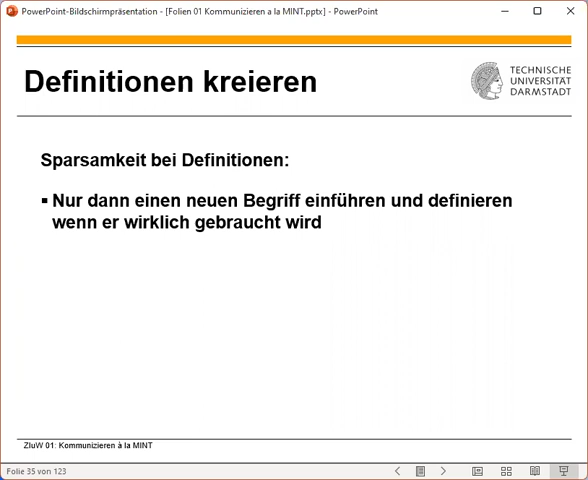 PowerPoint-Bildschirmpräsentation - [Folien 01 Kommunizieren a la MINT.pptx] - PowerPoint
Definitionen kreieren
TECHNISCHE
UNIVERSITÄT
DARMSTADT
Sparsamkeit bei Definitionen:
▪ Nur dann einen neuen Begriff einführen und definieren
wenn er wirklich gebraucht wird
ZIuW 01: Kommunizieren à la MINT
Folie 35 von 123